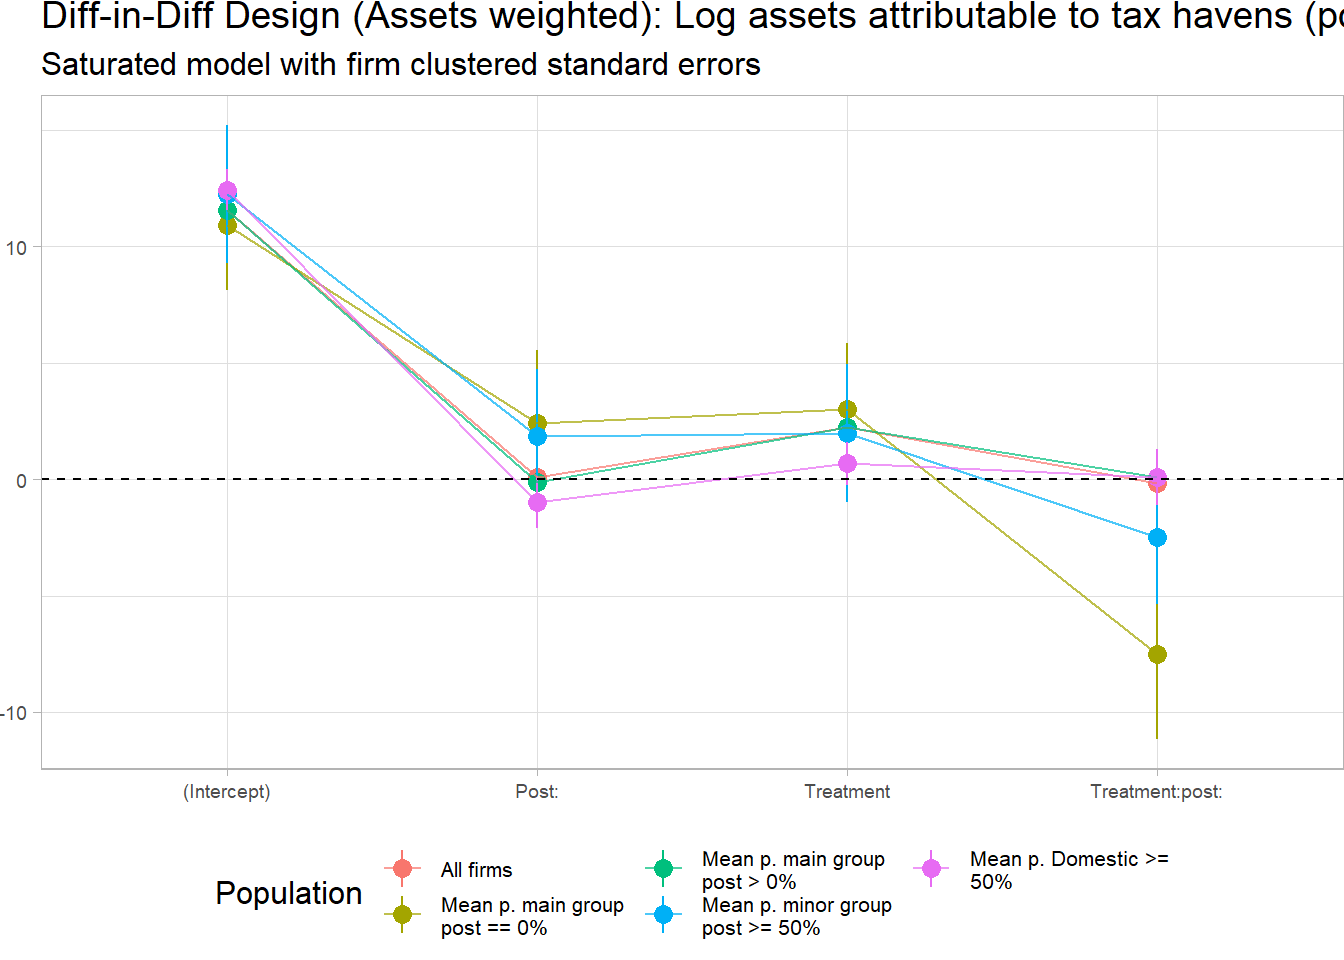 Diff-in-Diff Design (Assets weighted): Log assets attributable to tax havens (po
Saturated model with firm clustered standard errors
10
0
-10
(Intercept)
Post:
Treatment
Treatment:post:
Population
All firms
Mean p. main group
post == 0%
Mean p. main group
post > 0%
Mean p. minor group
post >= 50%
Mean p. Domestic >=
50%